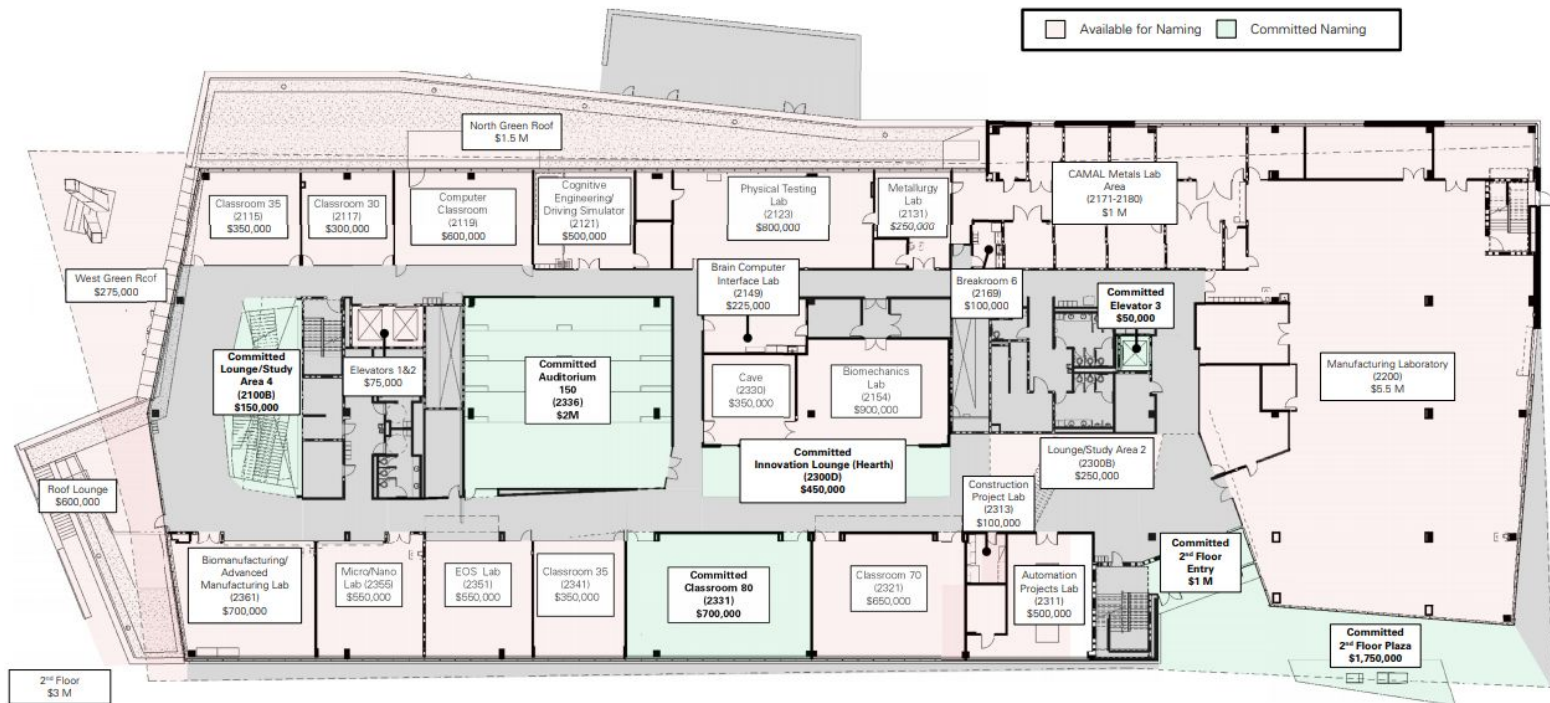 Available for Naming
Committed Naming
North Green Roof
$1.5 M
Classroom 35
(2115)
$350,000
Classroom 30
(2117)
$300,000
Computer
Classroom
(2119)
$600,000
Cognitive
Engineering/
Driving Simulator
(2121)
$500,000
Physical Testing
Lab
(2123)
$800,000
Metallurgy
Lab
(2131)
$250,000
CAMAL Metals Lab
Area
(2171-2180)
$1 M
West Green Roof
$275,000
Brain Computer
Interface Lab
(2149)
$225,000
Breakroom 6
(2169)
$100,000
Committed
Elevator 3
$50,000
Committed
Lounge/Study
Area 4
(2100B)
$150,000
Elevators 1&2
$75,000
Committed
Auditorium
150
(2336)
$2M
Cave
(2330)
$350,000
Biomechanics
Lab
(2154)
$900,000
Manufacturing Laboratory
(2200)
$5.5 M
Committed
Innovation Lounge (Hearth)
(2300D)
$450,000
Lounge/Study Area 2
(2300B)
$250,000
Roof Lounge
$600,000
Construction
Project Lab
(2313)
$100,000
Biomanufacturing/
Advanced
Manufacturing Lab
(2361)
$700,000
Micro/Nano
Lab (2355)
$550,000
EOS Lab
(2351)
$550,000
Classroom 35
(2341)
$350,000
Committed
Classroom 80
(2331)
$700,000
Classroom 70
(2321)
$650,000
Automation
Projects Lab
(2311)
$500,000
Committed
2nd Floor
Entry
$1 M
Committed
2nd Floor Plaza
$1,750,000
2nd Floor
$3 M